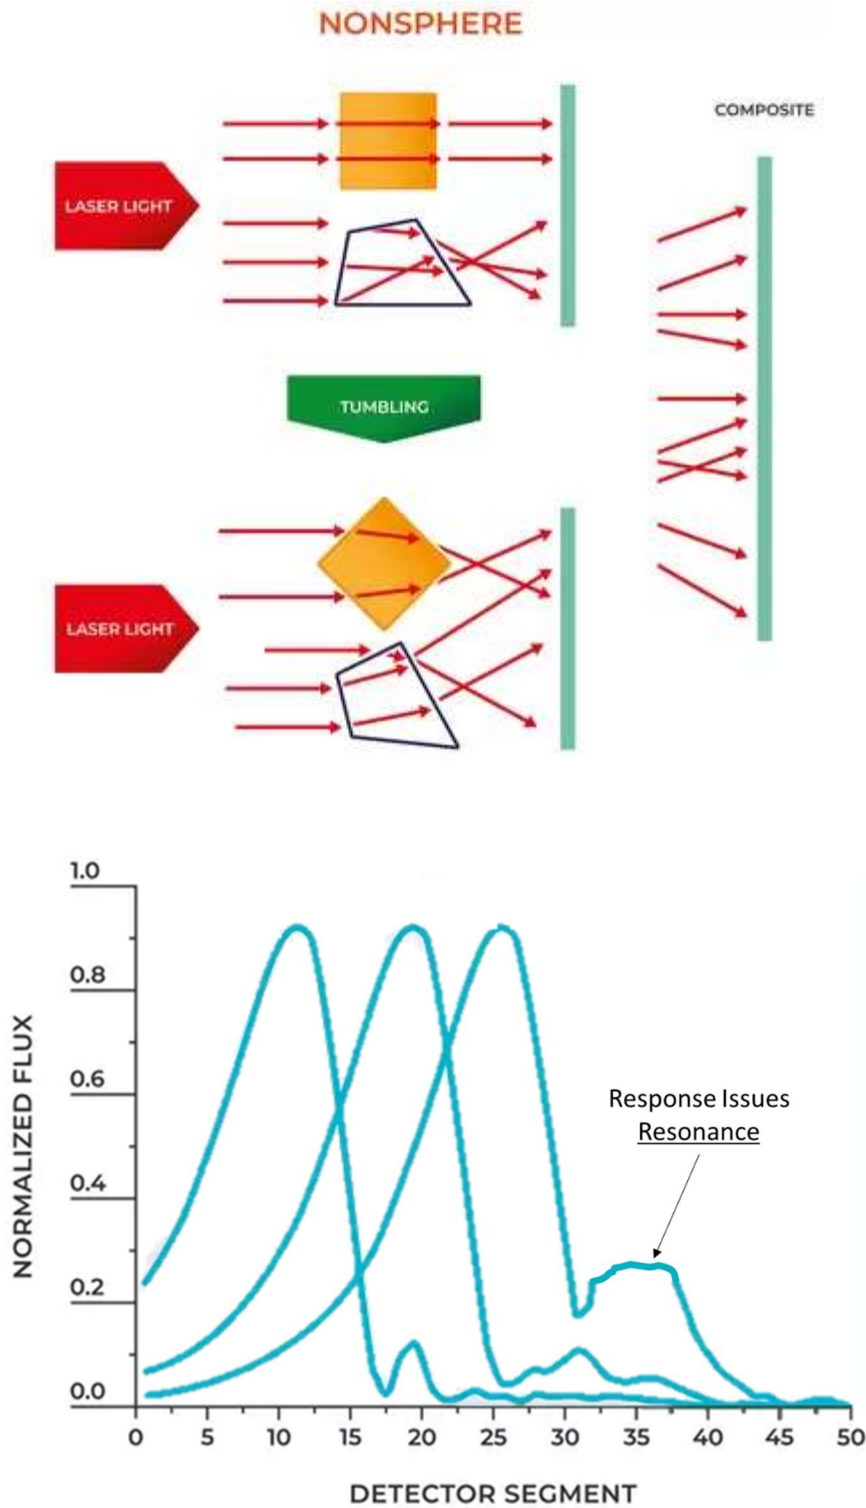 NONSPHERE
COMPOSITE
LASER LIGHT
TUMBLING
LASER LIGHT
1.0
0.8
0.6
0.4
0.2
0.0
NORMALIZED FLUX
Response Issues
Resonance
0 5 10 15 20 25 30 35 40 45 50
DETECTOR SEGMENT